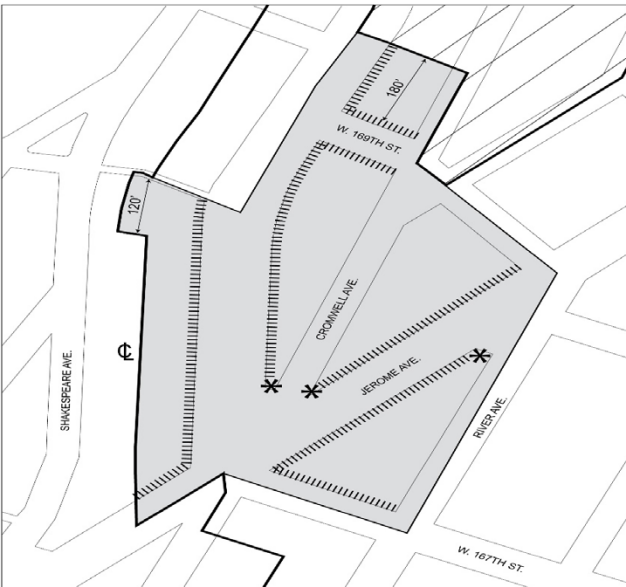 180'
W. 169TH ST.
120'
CROMWELL AVE.
℄
SHAKESPEARE AVE.
JEROME AVE.
RIVER AVE.
W. 167TH ST.